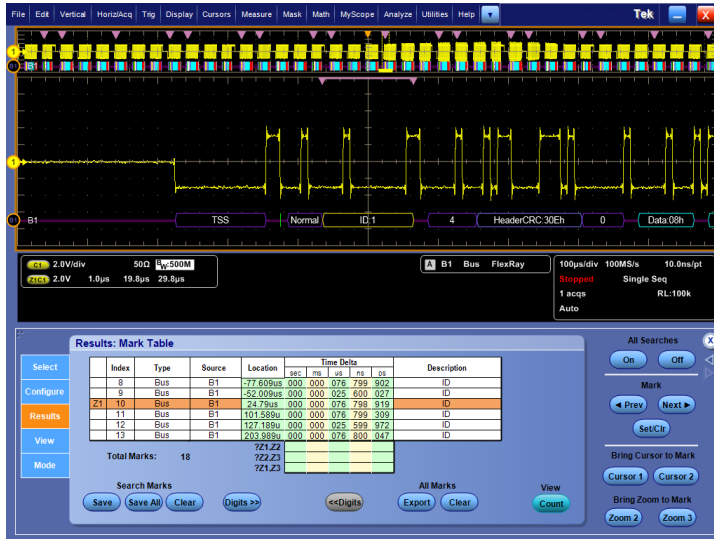 File Edit Vertical Horiz/Acq Trig Display Cursors Measure Mask Math MyScope Analyze Utilities Help Tek X
1
B1 B1
1
B1 B1 TSS Normal ID:1 4 HeaderCRC:30Eh 0 Data:08h
C1 2.0V/div 50Ω BW:500M
Z1C1 2.0V 1.0µs 19.8µs 29.8µs
A B1 Bus FlexRay
100µs/div 100MS/s 10.0ns/pt
Stopped Single Seq
1 acqs RL:100k
Auto
Results: Mark Table
Select
Configure
Results
View
Mode
Index Type Source Location Time Delta Description
sec ms us ns ps
8 Bus B1 -77.609us 000 000 076 799 902 ID
9 Bus B1 -52.009us 000 000 025 600 027 ID
Z1 10 Bus B1 24.79us 000 000 076 798 919 ID
11 Bus B1 101.589u 000 000 076 799 309 ID
12 Bus B1 127.189u 000 000 025 599 972 ID
13 Bus B1 203.989u 000 000 076 800 047 ID
?Z1.Z2
Total Marks: 18 ?Z2.Z3
?Z1.Z3
Search Marks
Save Save All Clear Digits >> <<Digits
All Marks
Export Clear
View
Count
All Searches X
On Off
Mark
◄ Prev Next ►
Set/Clr
Bring Cursor to Mark
Cursor 1 Cursor 2
Bring Zoom to Mark
Zoom 2 Zoom 3